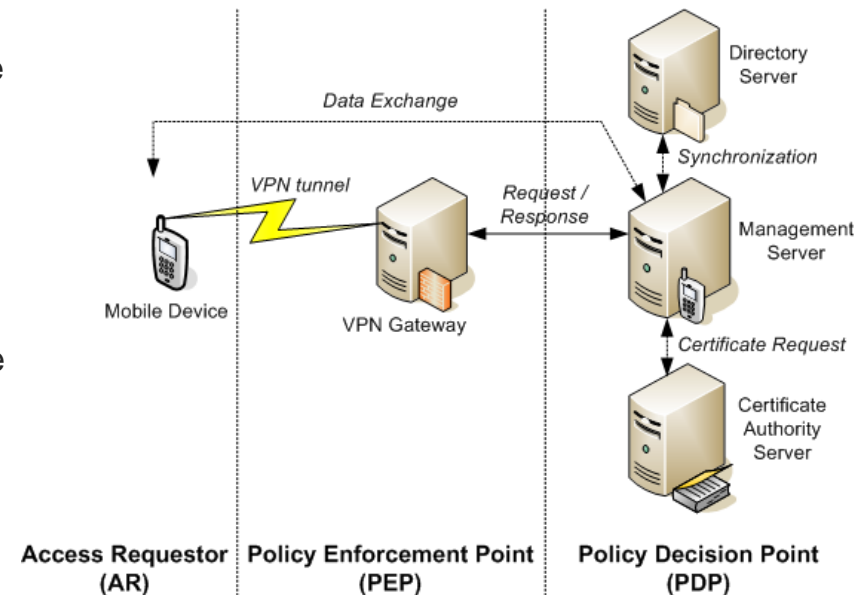 e
Directory
Server
Data Exchange
Synchronization
VPN tunnel
Request /
Response
Management
Server
Mobile Device
VPN Gateway
Certificate Request
e
Certificate
Authority
Server
Access Requestor
(AR)
Policy Enforcement Point
(PEP)
Policy Decision Point
(PDP)